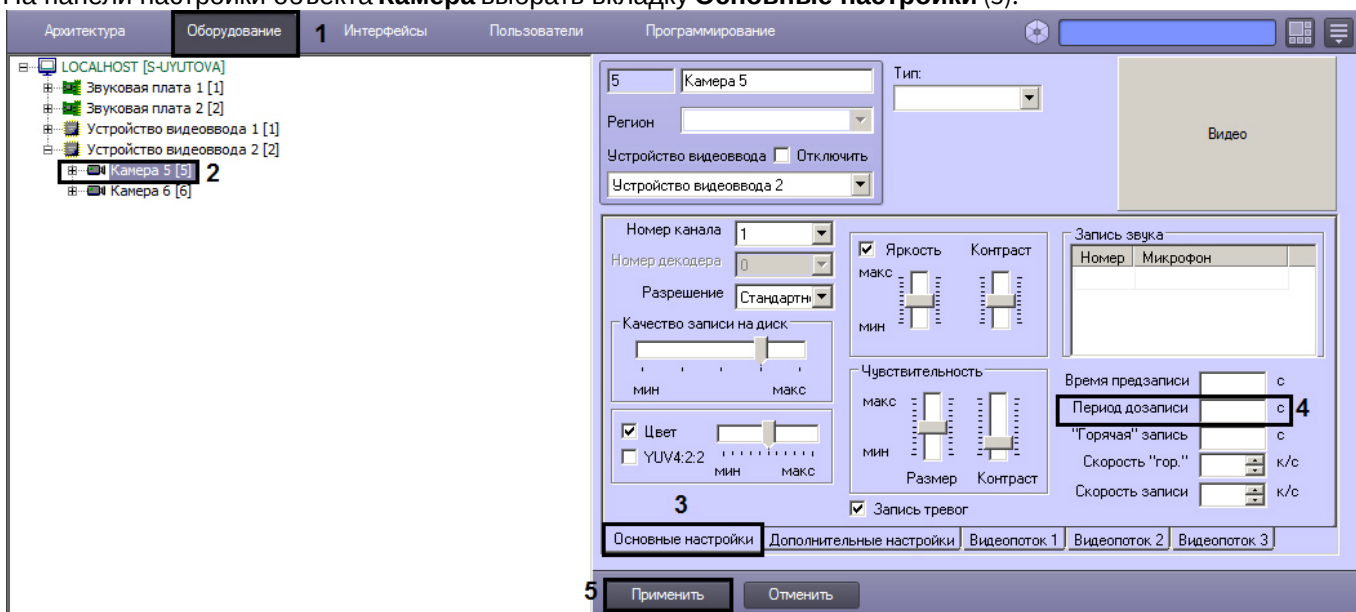 На панели настройки объекта Камера выбрать вкладку Основные настройки (3).
Архитектура Оборудование 1 Интерфейсы Пользователи Программирование
LOCALHOST [S-UYUTOVA]
Звуковая плата 1 [1]
Звуковая плата 2 [2]
Устройство видеоввода 1 [1]
Устройство видеоввода 2 [2]
Камера 5 [5] 2
Камера 6 [6]
5 Камера 5
Тип:
Регион
Устройство видеоввода Отключить
Устройство видеоввода 2
Видео
Номер канала 1
Номер декодера 0
Разрешение Стандартн
Качество записи на диск
мин макс
Цвет
YUV4:2:2
мин макс
Яркость Контраст
макс
мин
Чувствительность
макс
мин
Размер Контраст
Запись тревог
Запись звука
Номер Микрофон
Время предзаписи с
Период дозаписи с 4
"Горячая" запись с
Скорость "гор." к/с
Скорость записи к/с
3
Основные настройки Дополнительные настройки Видеопоток 1 Видеопоток 2 Видеопоток 3
5 Применить Отменить